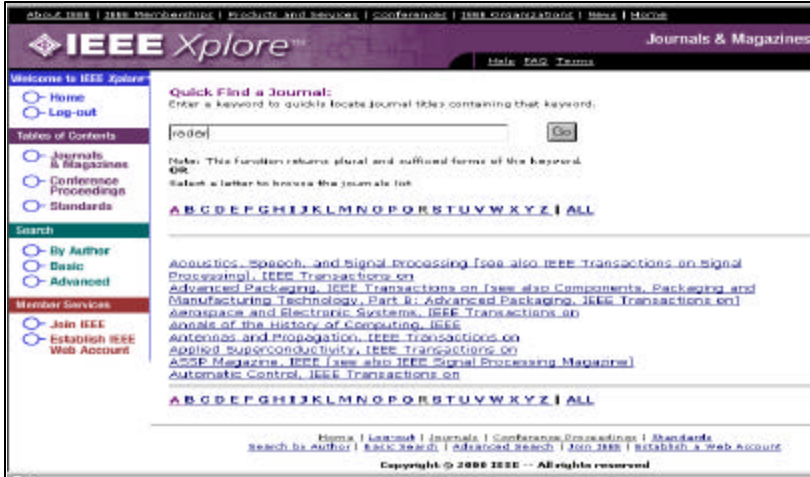 About IEEE | IEEE Memberships | Products and Services | Conferences | IEEE Organizations | News | Home
IEEE Xplore™
Journals & Magazines
Help FAQ Terms
Welcome to IEEE Xplore
Home
Log-out
Tables of Contents
Journals
& Magazines
Conference
Proceedings
Standards
Search
By Author
Basic
Advanced
Member Services
Join IEEE
Establish IEEE
Web Account
Quick Find a Journal:
Enter a keyword to quickly locate journal titles containing that keyword.
radar
Go
Note: This function returns plural and suffixed forms of the keyword.
OR
Select a letter to browse the journals list
A B C D E F G H I J K L M N O P Q R S T U V W X Y Z | ALL
Acoustics, Speech, and Signal Processing [see also IEEE Transactions on Signal
Processing], IEEE Transactions on
Advanced Packaging, IEEE Transactions on [see also Components, Packaging and
Manufacturing Technology, Part B: Advanced Packaging, IEEE Transactions on]
Aerospace and Electronic Systems, IEEE Transactions on
Annals of the History of Computing, IEEE
Antennas and Propagation, IEEE Transactions on
Applied Superconductivity, IEEE Transactions on
ASSP Magazine, IEEE [see also IEEE Signal Processing Magazine]
Automatic Control, IEEE Transactions on
A B C D E F G H I J K L M N O P Q R S T U V W X Y Z | ALL
Home | Log-out | Journals | Conference Proceedings | Standards
Search by Author | Basic Search | Advanced Search | Join IEEE | Establish a Web Account
Copyright © 2000 IEEE -- All rights reserved